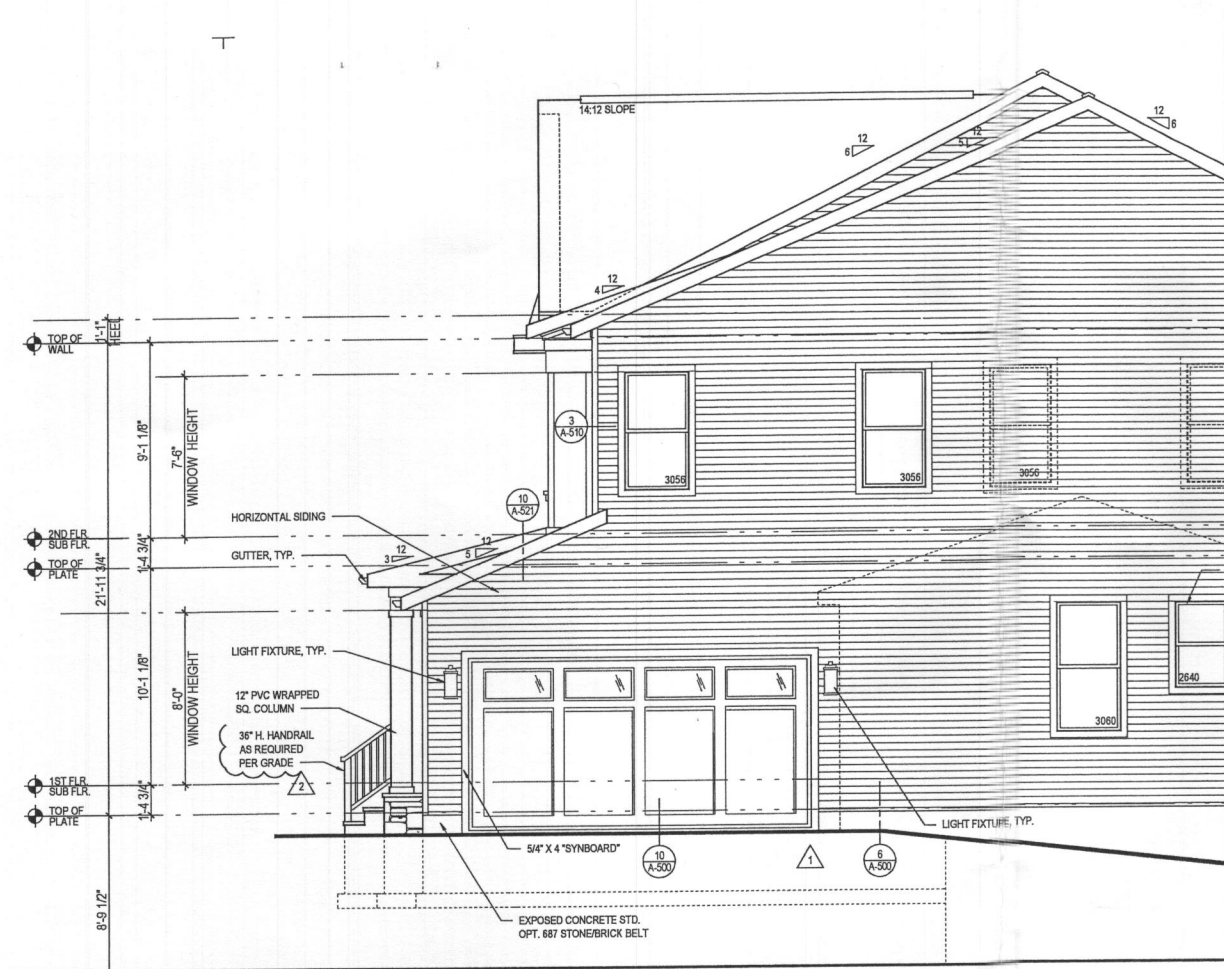 14:12 SLOPE
12
6
12
5
12
6
12
4
1'-1"
HEEL
TOP OF
WALL
9'-1 1/8"
7'-6"
WINDOW HEIGHT
3
A-510
3056
3056
3056
10
A-521
HORIZONTAL SIDING
2ND FLR.
SUB FLR.
1'-4 3/4"
12
3
12
5
GUTTER, TYP.
TOP OF
PLATE
21'-11 3/4"
LIGHT FIXTURE, TYP.
10'-1 1/8"
8'-0"
WINDOW HEIGHT
12" PVC WRAPPED
SQ. COLUMN
36" H. HANDRAIL
AS REQUIRED
PER GRADE
2
2640
3060
1ST FLR.
SUB FLR.
1'-4 3/4"
TOP OF
PLATE
LIGHT FIXTURE, TYP.
5/4" X 4 "SYNBOARD"
10
A-500
1
6
A-500
8'-9 1/2"
EXPOSED CONCRETE STD.
OPT. 687 STONE/BRICK BELT